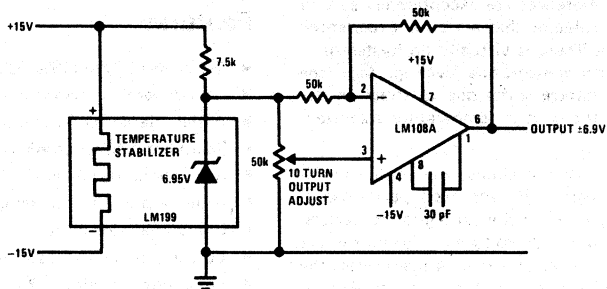 +15V
7.5k
50k
50k
+15V
2
−
7
LM108A
6
OUTPUT ±6.9V
1
3
+
8
4
−15V
30 pF
50k
10 TURN
OUTPUT
ADJUST
+
TEMPERATURE
STABILIZER
6.95V
LM199
−
−15V